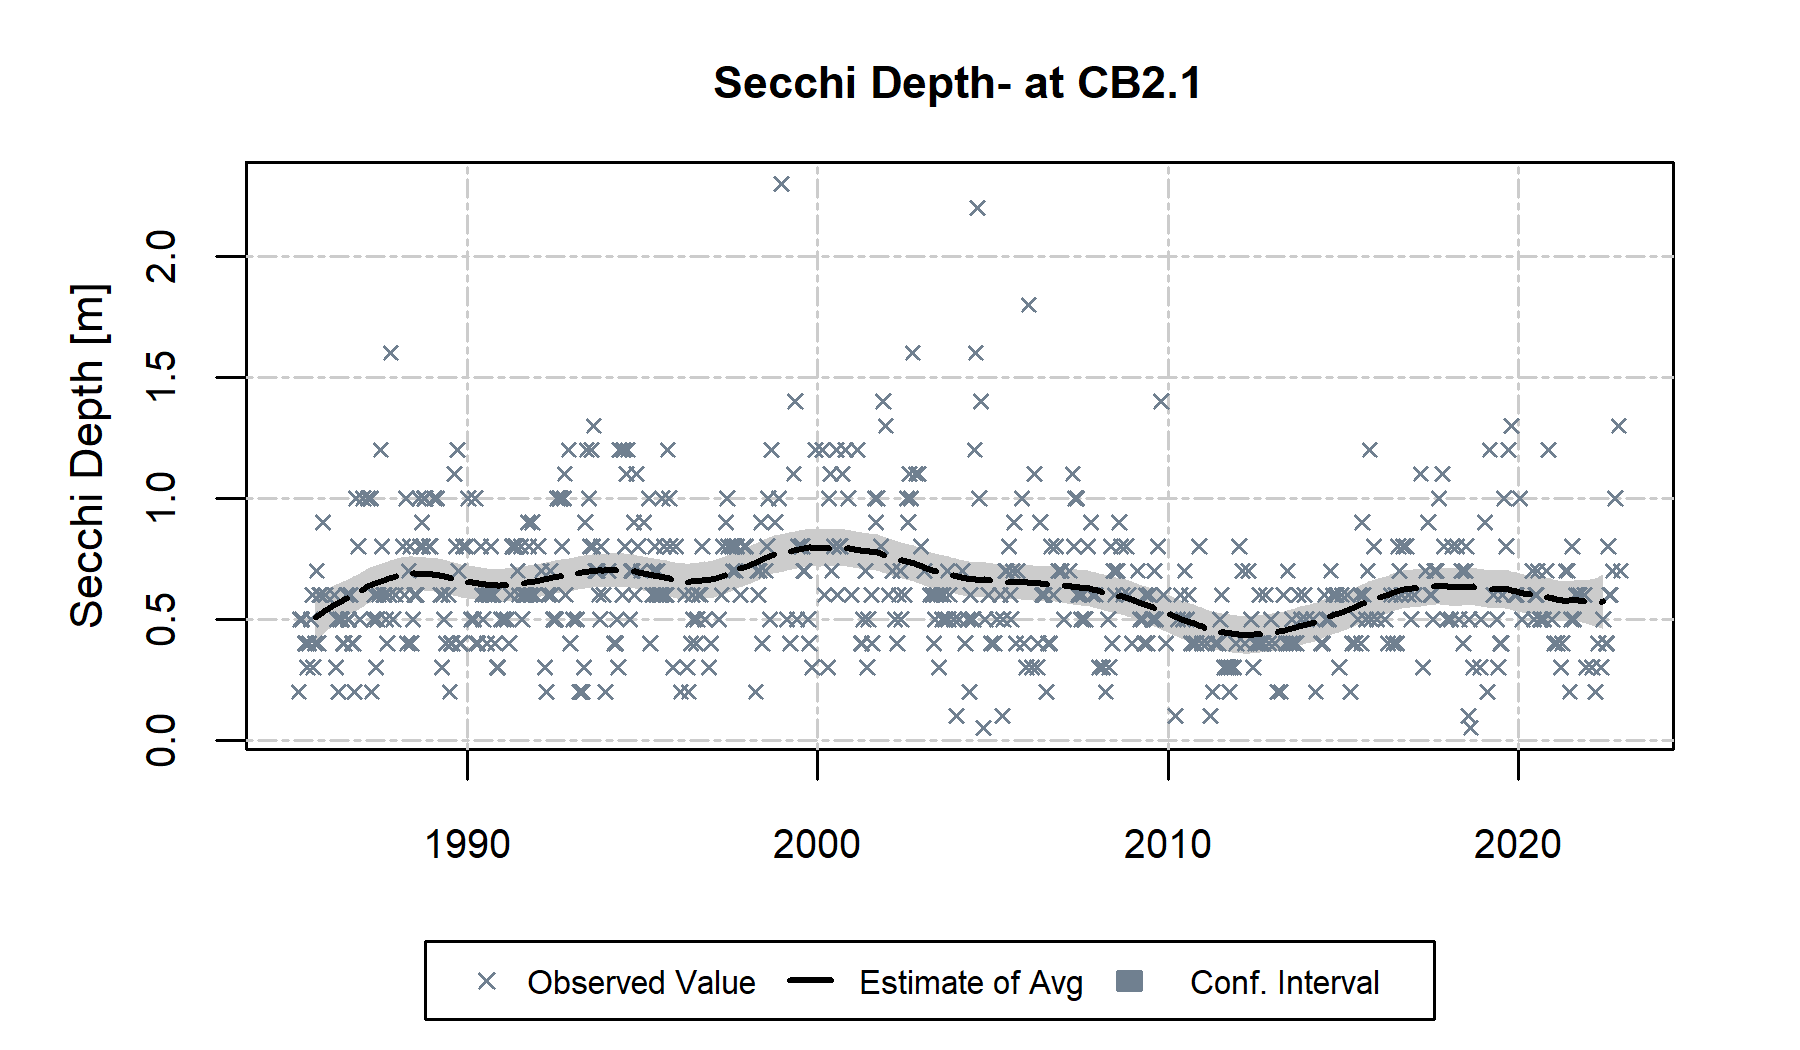 Secchi Depth- at CB2.1
Secchi Depth [m]
2.0
1.5
1.0
0.5
0.0
1990 2000 2010 2020
Observed Value Estimate of Avg Conf. Interval